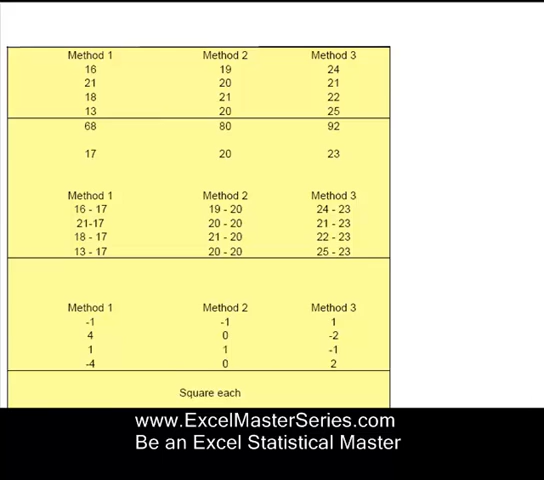 Method 1 Method 2 Method 3
16 19 24
21 20 21
18 21 22
13 20 25
68 80 92
17 20 23
Method 1 Method 2 Method 3
16 - 17 19 - 20 24 - 23
21-17 20 - 20 21 - 23
18 - 17 21 - 20 22 - 23
13 - 17 20 - 20 25 - 23
Method 1 Method 2 Method 3
-1 -1 1
4 0 -2
1 1 -1
-4 0 2
Square each
www.ExcelMasterSeries.com
Be an Excel Statistical Master